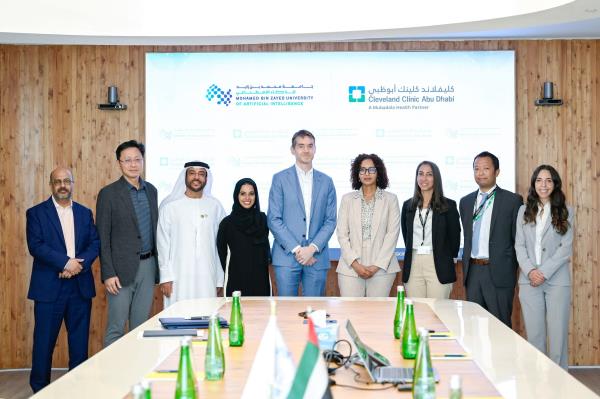 جامعة محمد بن زايد
للذكاء الاصطناعي
MOHAMED BIN ZAYED UNIVERSITY
OF ARTIFICIAL INTELLIGENCE
كليفلاند كلينك أبوظبي
Cleveland Clinic Abu Dhabi
A Mubadala Health Partner